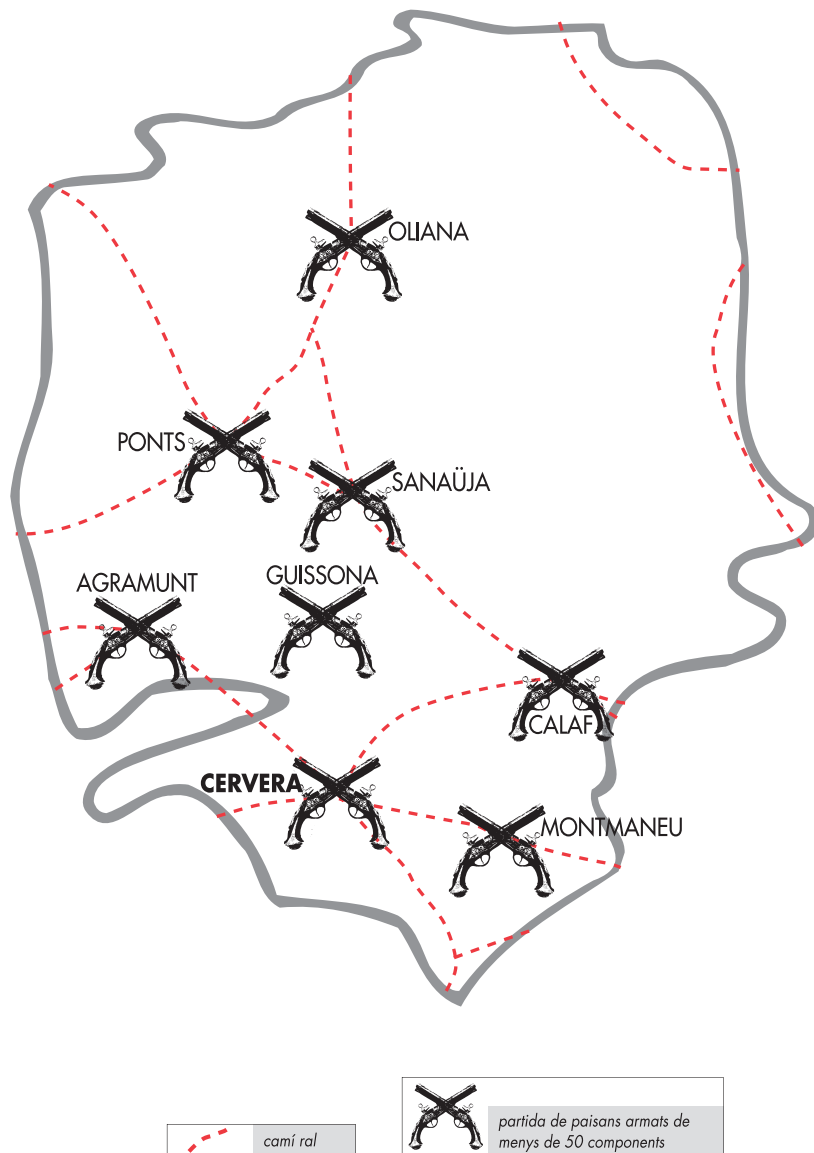 OLIANA
PONTS
SANAÜJA
AGRAMUNT
GUISSONA
CALAF
CERVERA
MONTMANEU
camí ral
partida de paisans armats de
menys de 50 components